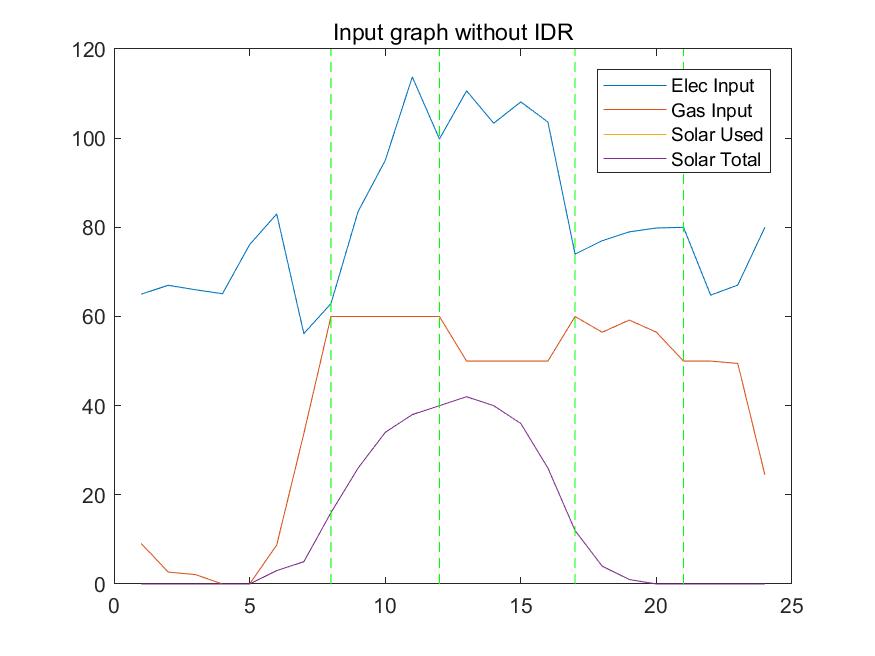 Input graph without IDR
120
100
80
60
40
20
0
Elec Input
Gas Input
Solar Used
Solar Total
0 5 10 15 20 25